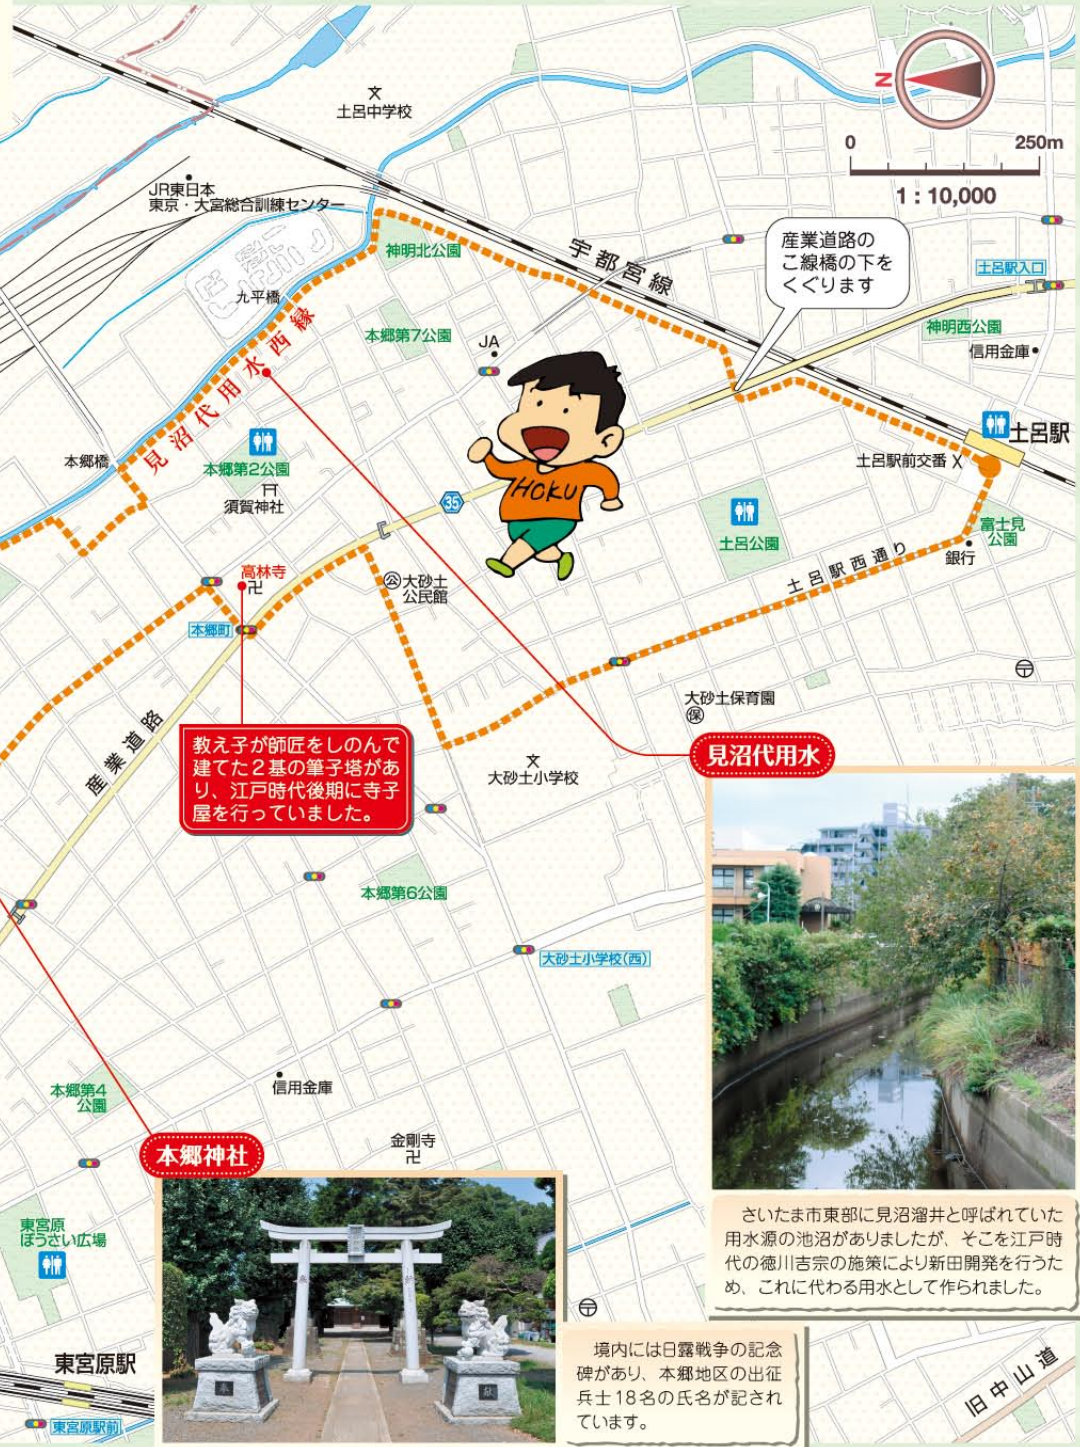 土呂中学校
N
0 250m
1：10,000
JR東日本
東京・大宮総合訓練センター
神明北公園
宇都宮線
産業道路の
こ線橋の下を
くぐります
土呂駅入口
九平橋
見沼代用水西縁
本郷第7公園
JA
神明西公園
信用金庫
土呂駅
土呂駅前交番
本郷橋
本郷第2公園
須賀神社
35
HOKU
土呂公園
富士見
公園
銀行
土呂駅西通り
高林寺
大砂土
公民館
公
本郷町
産業道路
教え子が師匠をしのんで
建てた２基の筆子塔があ
り、江戸時代後期に寺子
屋を行っていました。
大砂土保育園
保
文
大砂土小学校
見沼代用水
本郷第6公園
大砂土小学校(西)
信用金庫
本郷第4
公園
本郷神社
金剛寺
東宮原
ぼうさい広場
奉
献
さいたま市東部に見沼溜井と呼ばれていた
用水源の池沼がありましたが、そこを江戸時
代の徳川吉宗の施策により新田開発を行うた
め、これに代わる用水として作られました。
境内には日露戦争の記念
碑があり、本郷地区の出征
兵士18名の氏名が記され
ています。
東宮原駅
東宮原駅前
旧中山道